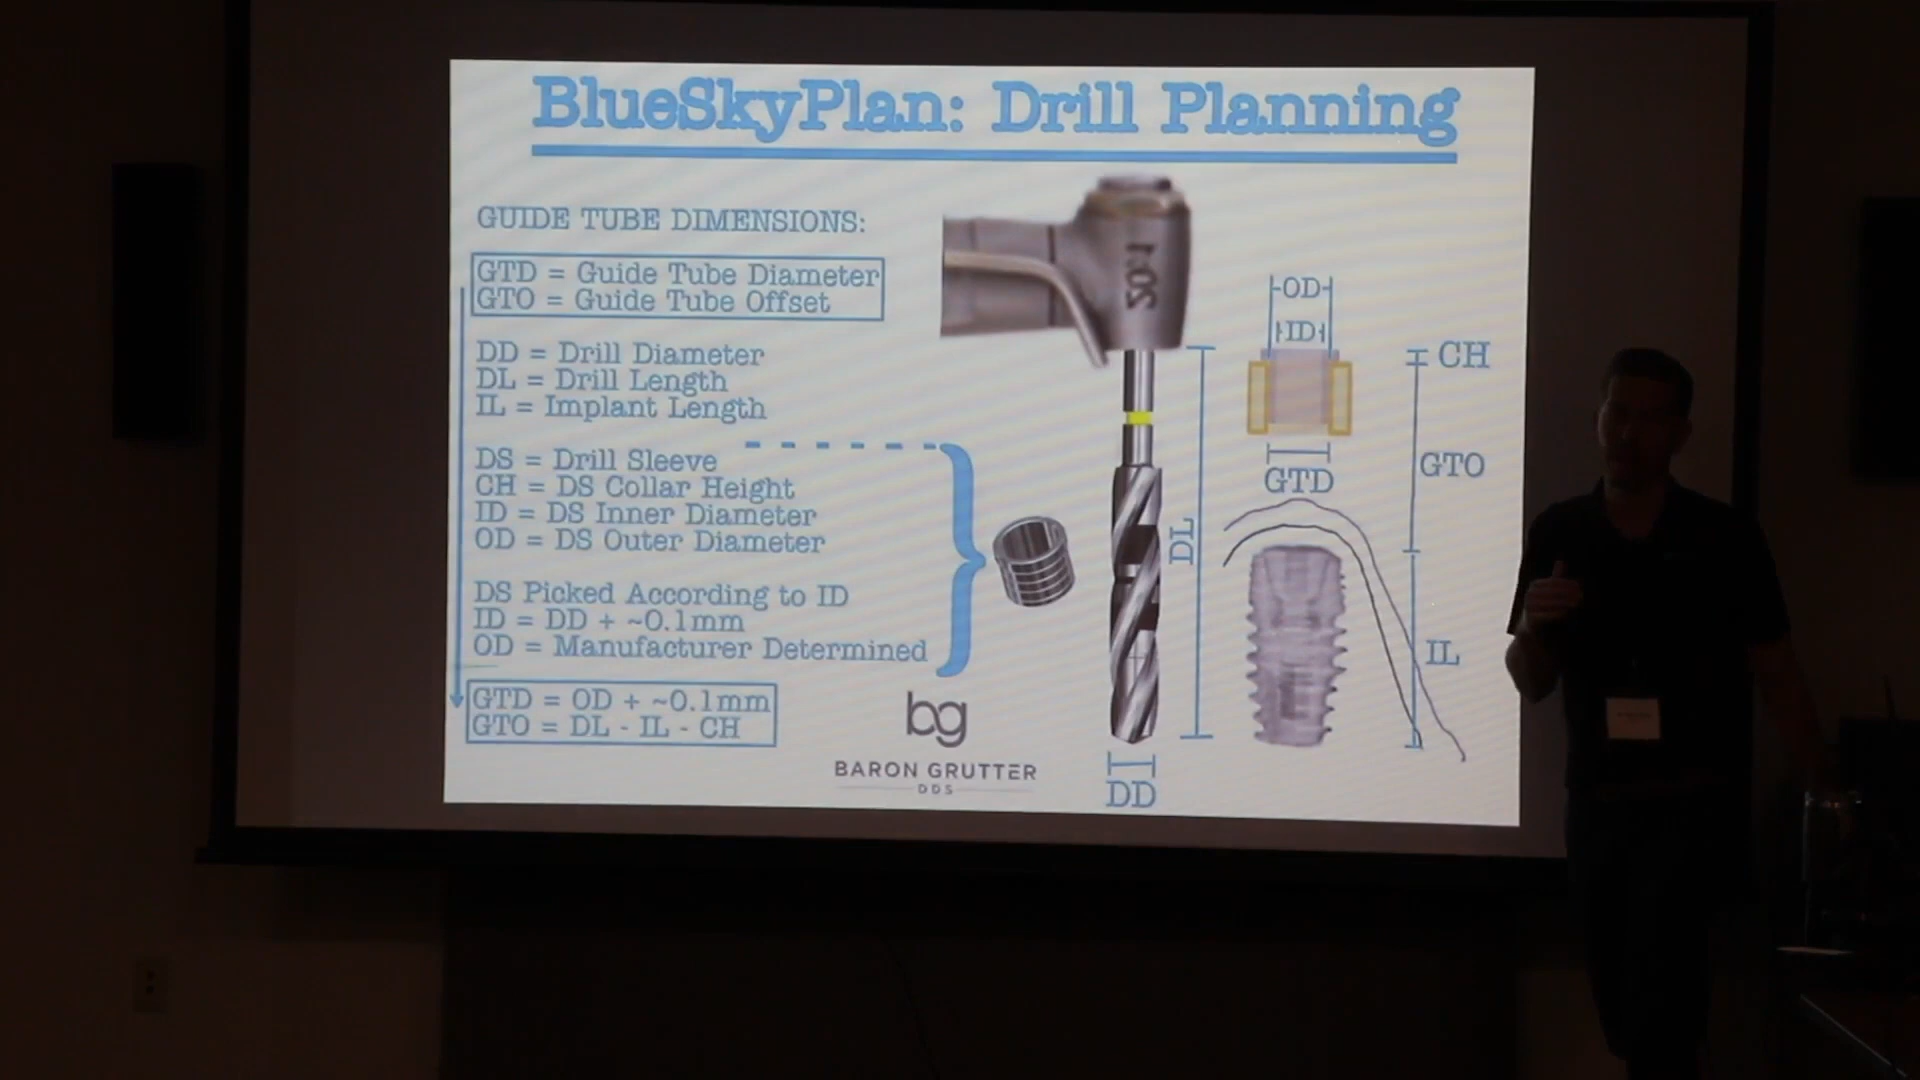 BlueSkyPlan: Drill Planning
GUIDE TUBE DIMENSIONS:
GTD = Guide Tube Diameter
GTO = Guide Tube Offset
DD = Drill Diameter
DL = Drill Length
IL = Implant Length
DS = Drill Sleeve
CH = DS Collar Height
ID = DS Inner Diameter
OD = DS Outer Diameter
DS Picked According to ID
ID = DD + ~0.1mm
OD = Manufacturer Determined
GTD = OD + ~0.1mm
GTO = DL - IL - CH
bg
BARON GRUTTER
DDS
20:1
DL
DD
OD
ID
GTD
CH
GTO
IL